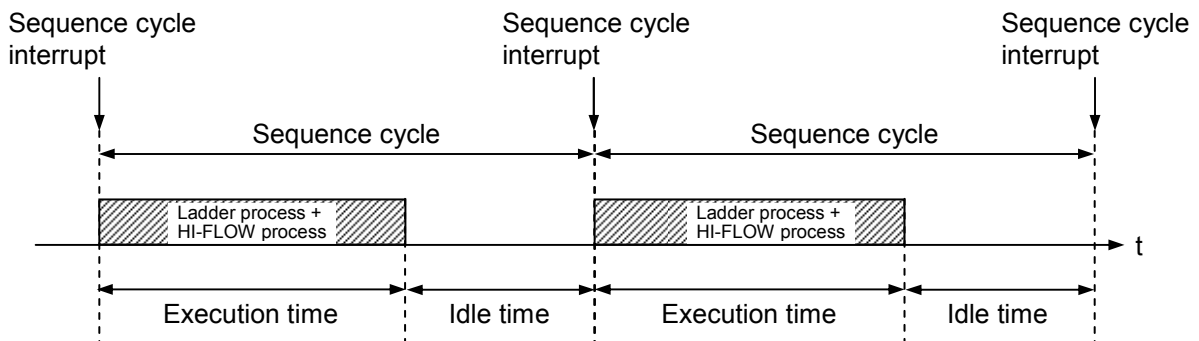 Sequence cycle
interrupt
Sequence cycle
interrupt
Sequence cycle
interrupt
Sequence cycle
Sequence cycle
Ladder process +
HI-FLOW process
Ladder process +
HI-FLOW process
t
Execution time
Idle time
Execution time
Idle time